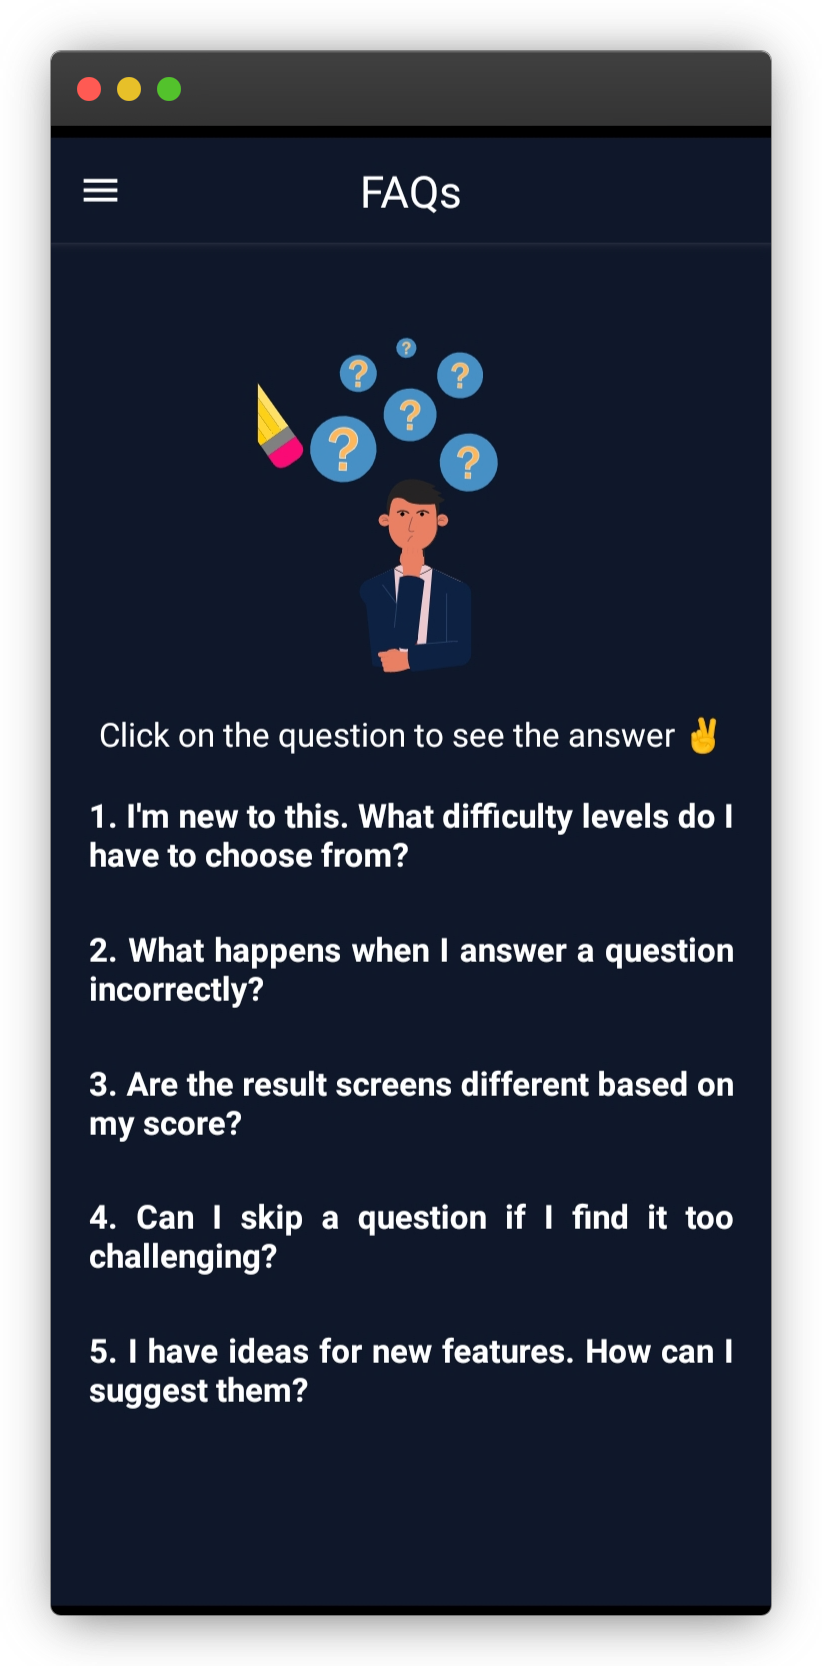 FAQs
?
? ?
?
? ?
Click on the question to see the answer ✌️
1. I'm new to this. What difficulty levels do I
have to choose from?
2. What happens when I answer a question
incorrectly?
3. Are the result screens different based on
my score?
4. Can I skip a question if I find it too
challenging?
5. I have ideas for new features. How can I
suggest them?